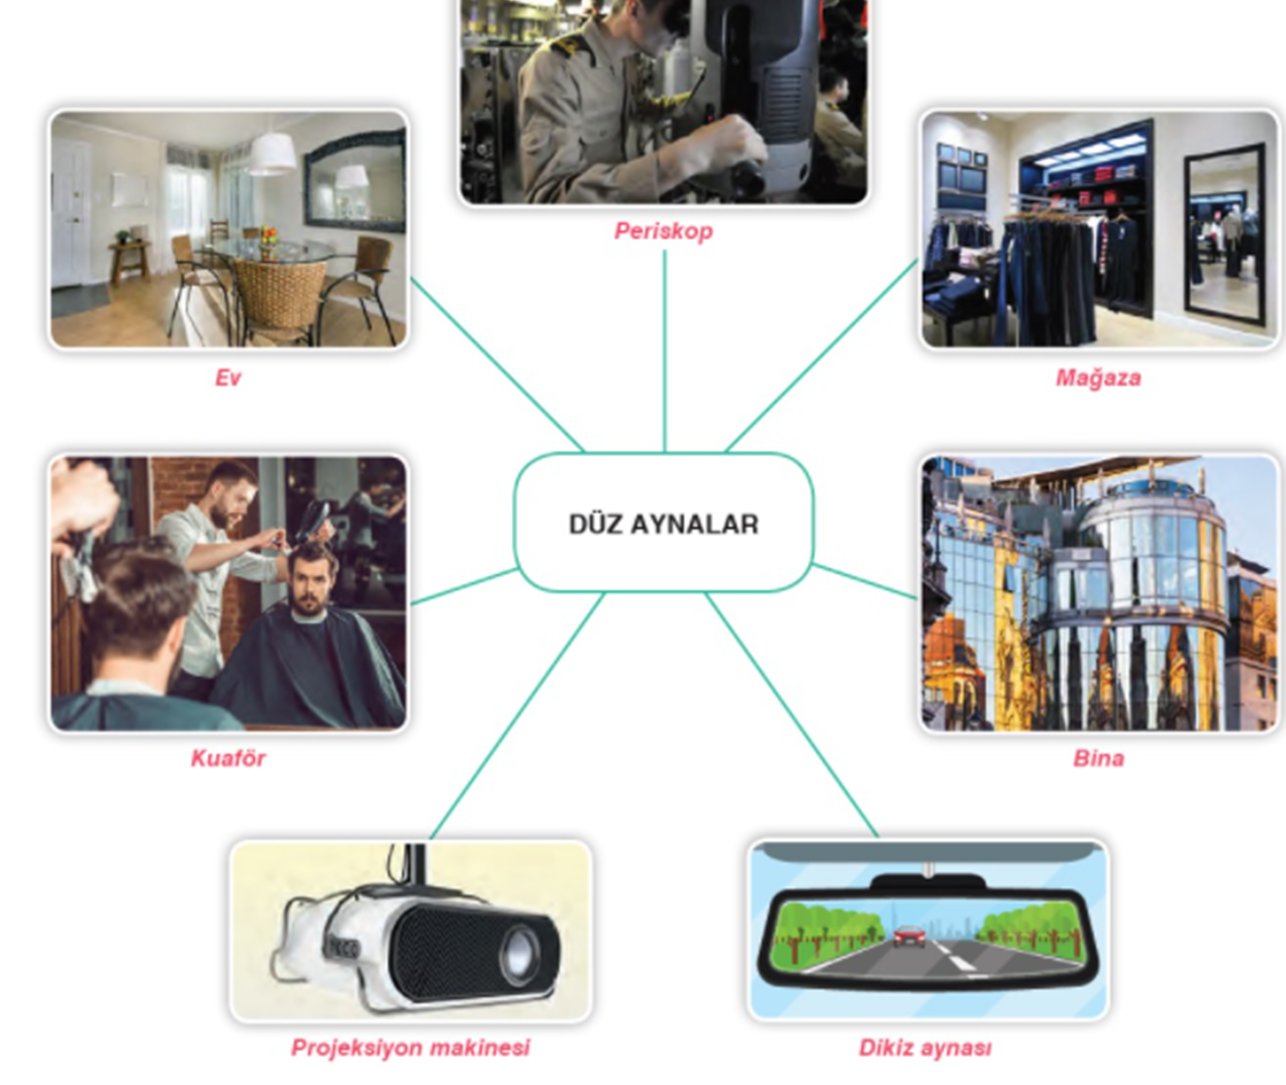 Periskop
Ev
Mağaza
DÜZ AYNALAR
Kuaför
Bina
Projeksiyon makinesi
Dikiz aynası